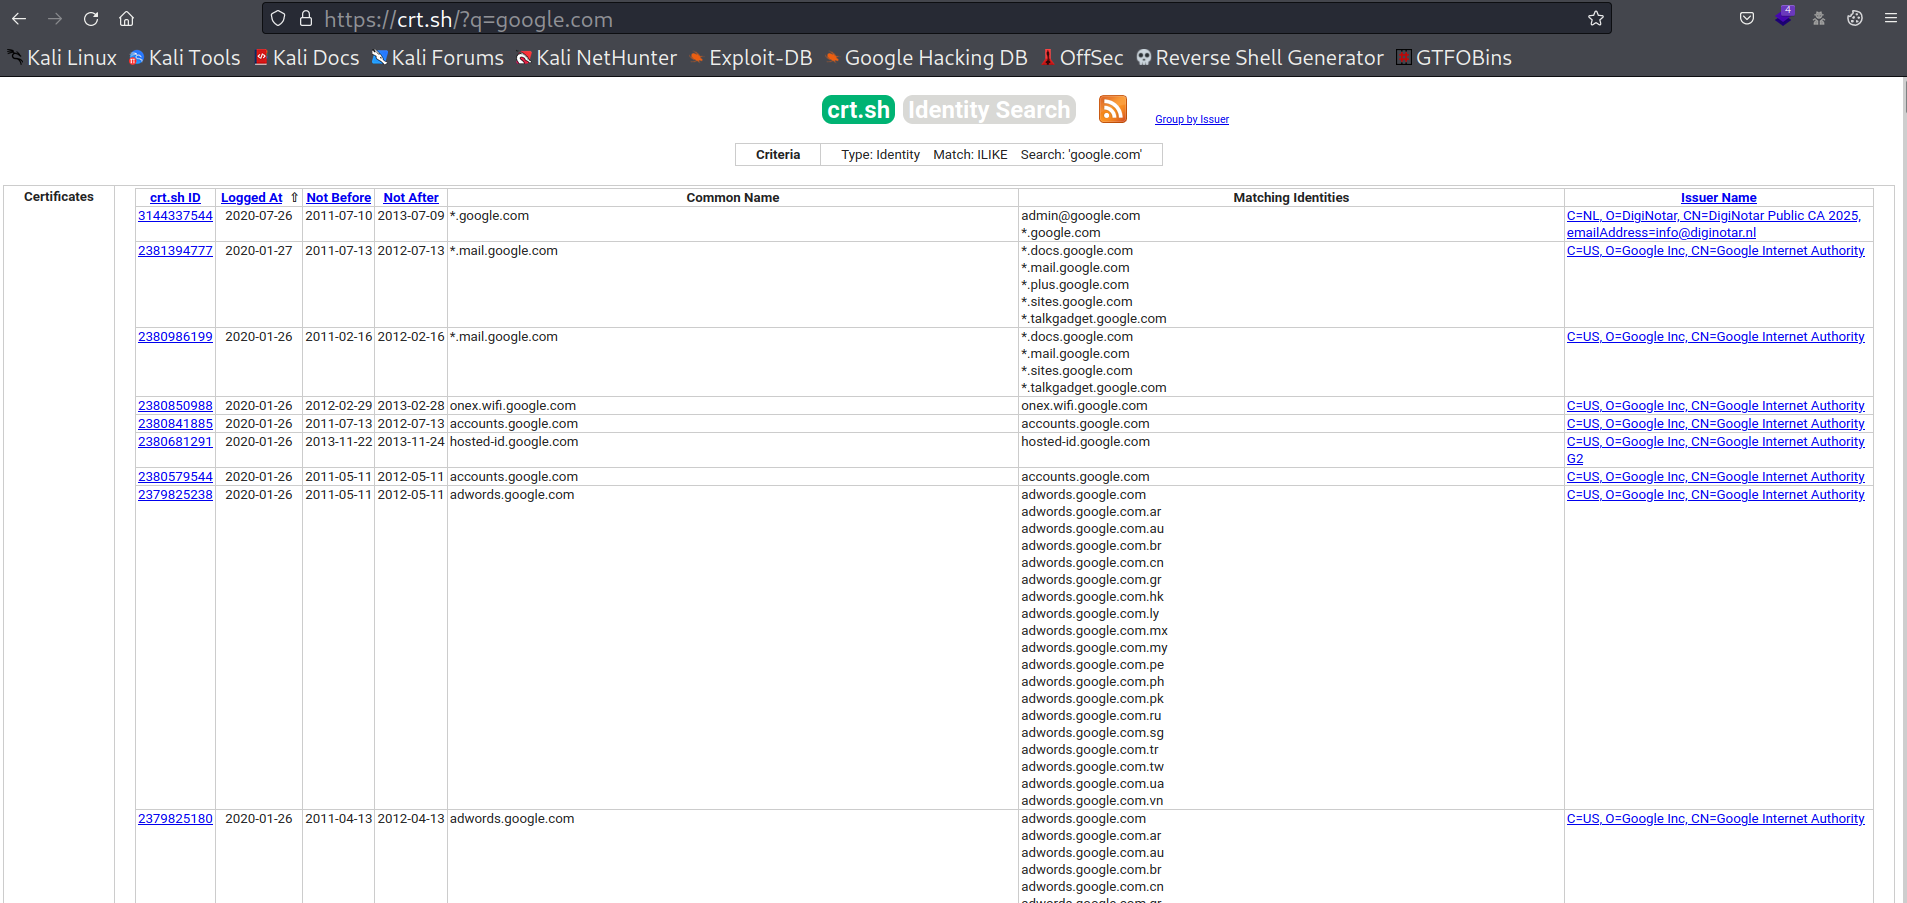 4
https://crt.sh/?q=google.com
Kali Linux Kali Tools Kali Docs Kali Forums Kali NetHunter Exploit-DB Google Hacking DB OffSec Reverse Shell Generator GTFOBins
crt.sh Identity Search Group by Issuer
Criteria Type: Identity Match: ILIKE Search: 'google.com'
Certificates crt.sh ID Logged At ⇧ Not Before Not After Common Name Matching Identities Issuer Name
3144337544 2020-07-26 2011-07-10 2013-07-09 *.google.com admin@google.com C=NL, O=DigiNotar, CN=DigiNotar Public CA 2025,
*.google.com emailAddress=info@diginotar.nl
2381394777 2020-01-27 2011-07-13 2012-07-13 *.mail.google.com *.docs.google.com C=US, O=Google Inc, CN=Google Internet Authority
*.mail.google.com
*.plus.google.com
*.sites.google.com
*.talkgadget.google.com
2380986199 2020-01-26 2011-02-16 2012-02-16 *.mail.google.com *.docs.google.com C=US, O=Google Inc, CN=Google Internet Authority
*.mail.google.com
*.sites.google.com
*.talkgadget.google.com
2380850988 2020-01-26 2012-02-29 2013-02-28 onex.wifi.google.com onex.wifi.google.com C=US, O=Google Inc, CN=Google Internet Authority
2380841885 2020-01-26 2011-07-13 2012-07-13 accounts.google.com accounts.google.com C=US, O=Google Inc, CN=Google Internet Authority
2380681291 2020-01-26 2013-11-22 2013-11-24 hosted-id.google.com hosted-id.google.com C=US, O=Google Inc, CN=Google Internet Authority
G2
2380579544 2020-01-26 2011-05-11 2012-05-11 accounts.google.com accounts.google.com C=US, O=Google Inc, CN=Google Internet Authority
2379825238 2020-01-26 2011-05-11 2012-05-11 adwords.google.com adwords.google.com C=US, O=Google Inc, CN=Google Internet Authority
adwords.google.com.ar
adwords.google.com.au
adwords.google.com.br
adwords.google.com.cn
adwords.google.com.gr
adwords.google.com.hk
adwords.google.com.ly
adwords.google.com.mx
adwords.google.com.my
adwords.google.com.pe
adwords.google.com.ph
adwords.google.com.pk
adwords.google.com.ru
adwords.google.com.sg
adwords.google.com.tr
adwords.google.com.tw
adwords.google.com.ua
adwords.google.com.vn
2379825180 2020-01-26 2011-04-13 2012-04-13 adwords.google.com adwords.google.com C=US, O=Google Inc, CN=Google Internet Authority
adwords.google.com.ar
adwords.google.com.au
adwords.google.com.br
adwords.google.com.cn